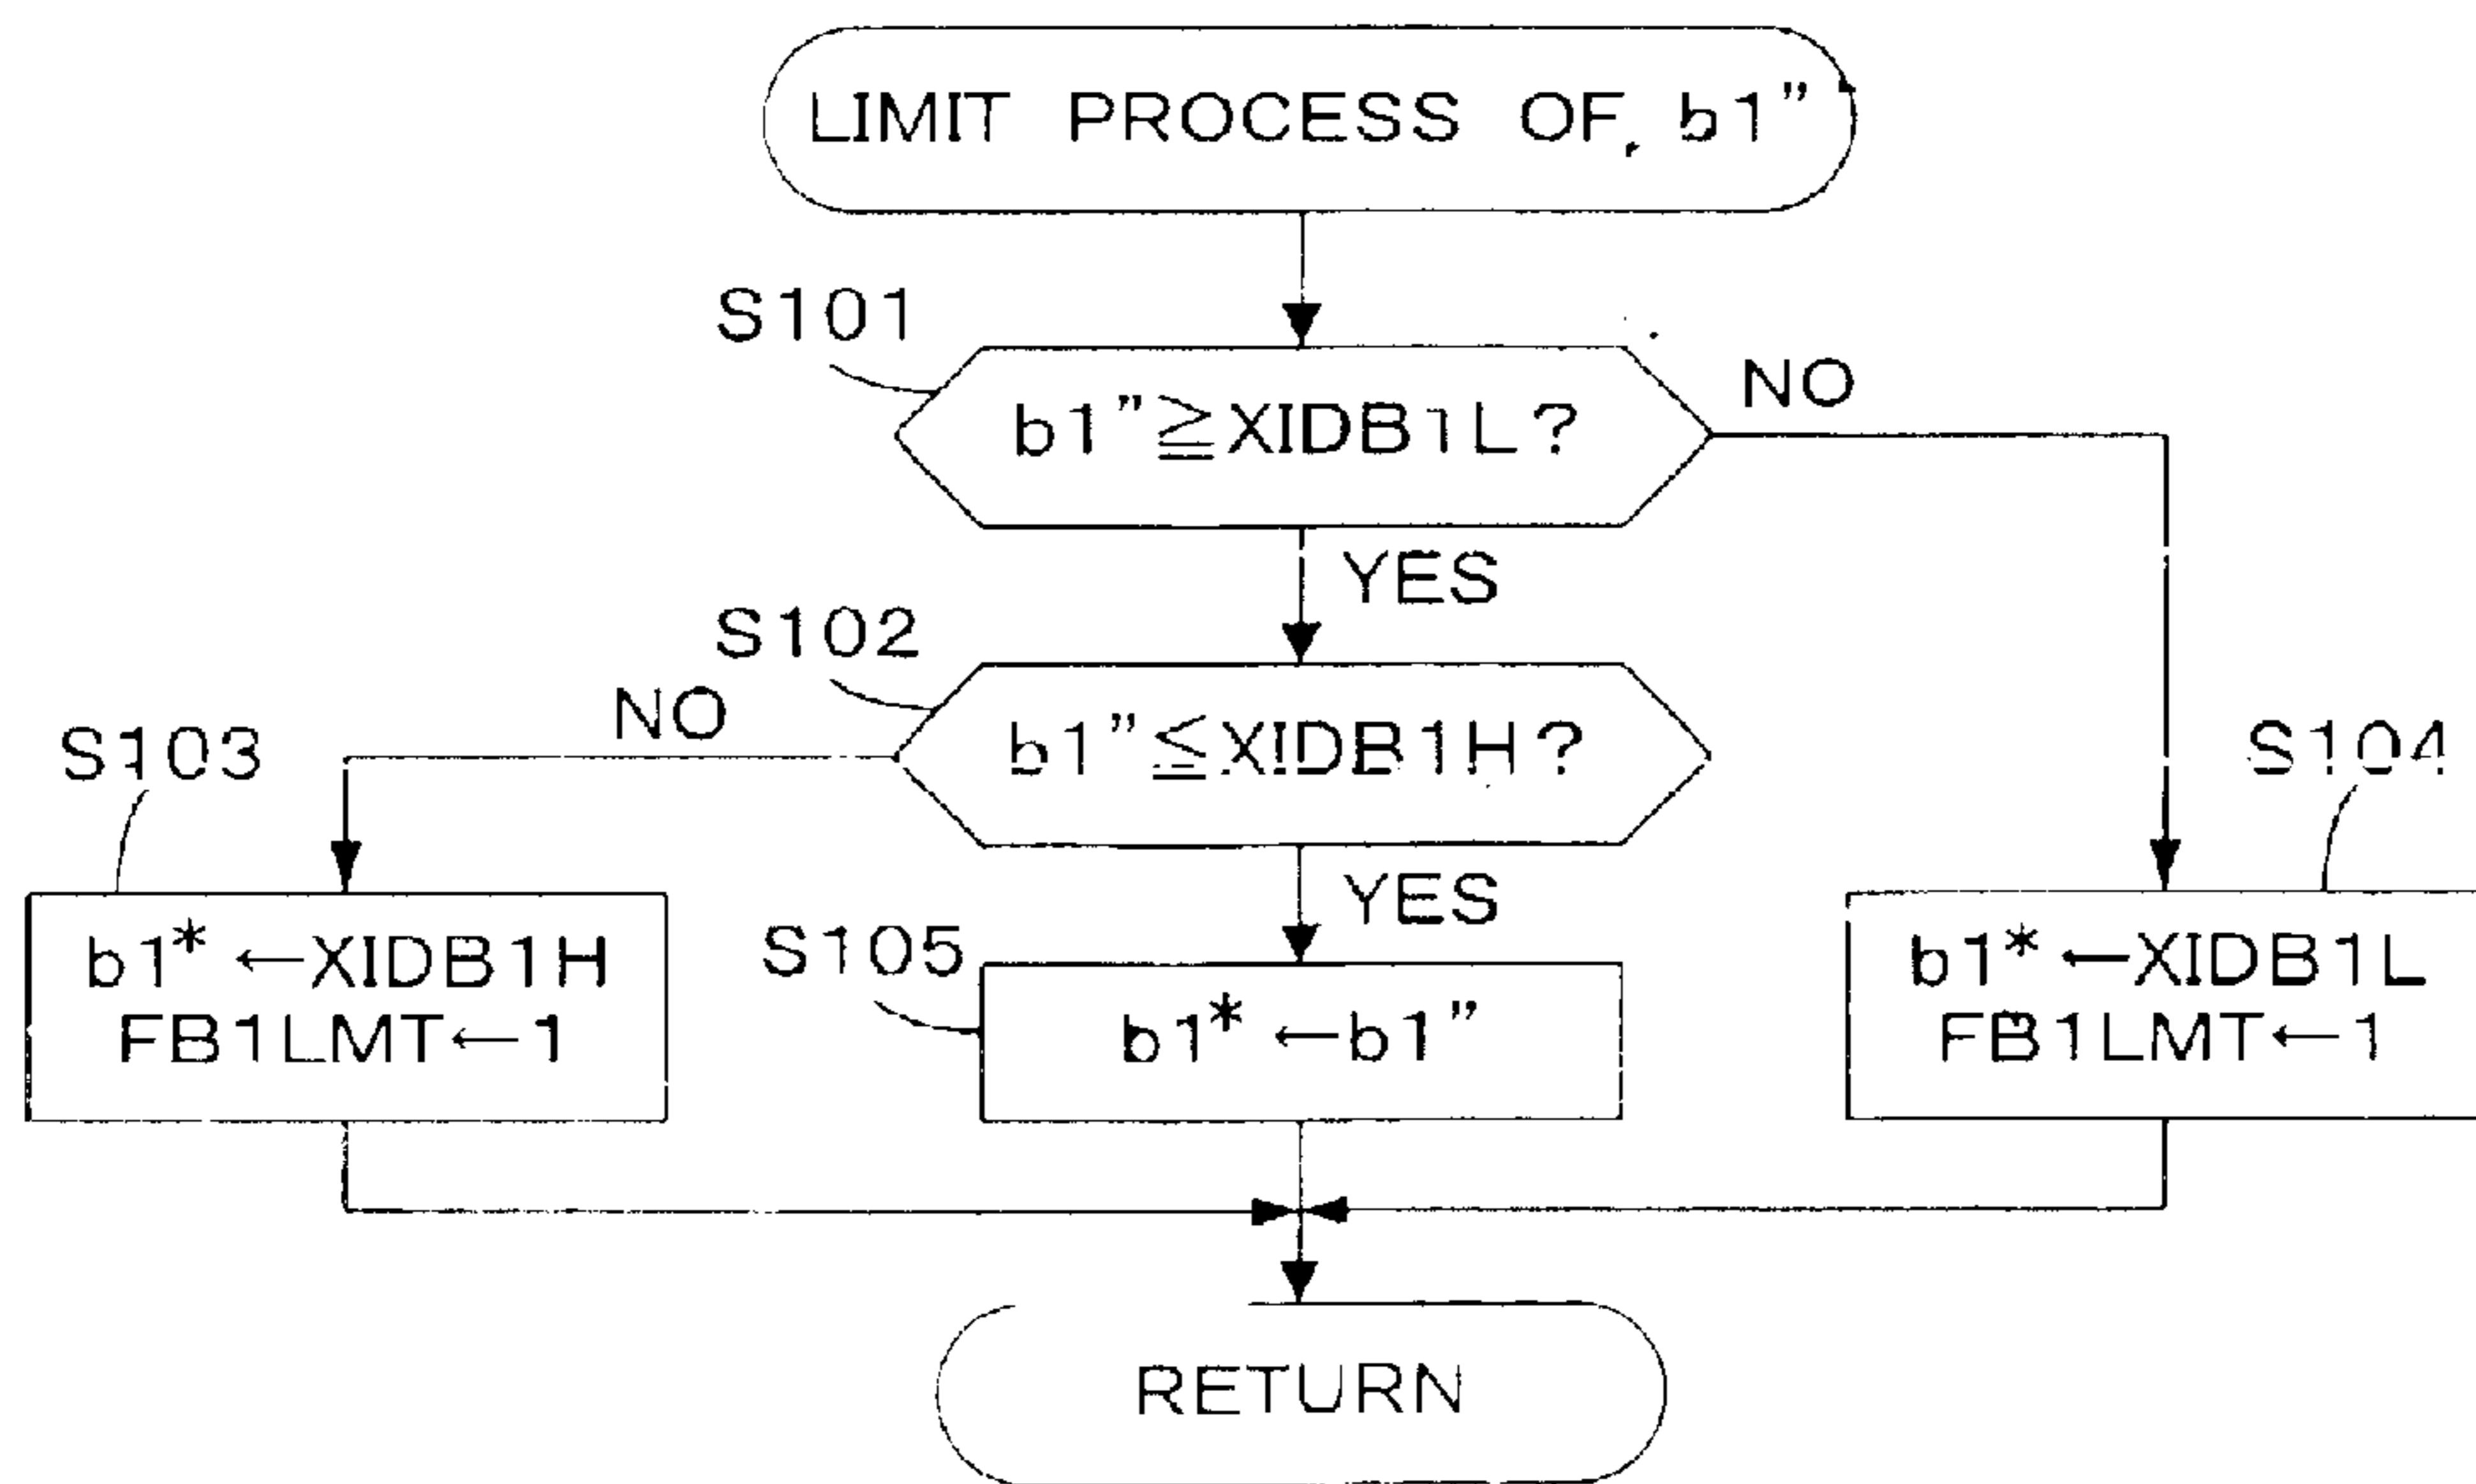 LIMIT PROCESS OF b1”
S101
b1”≧XIDB1L?
NO
YES
S102
b1”≦XIDB1H?
NO
YES
S103
b1*←XIDB1H
FB1LMT←1
S105
b1*←b1”
S104
b1*←XIDB1L
FB1LMT←1
RETURN